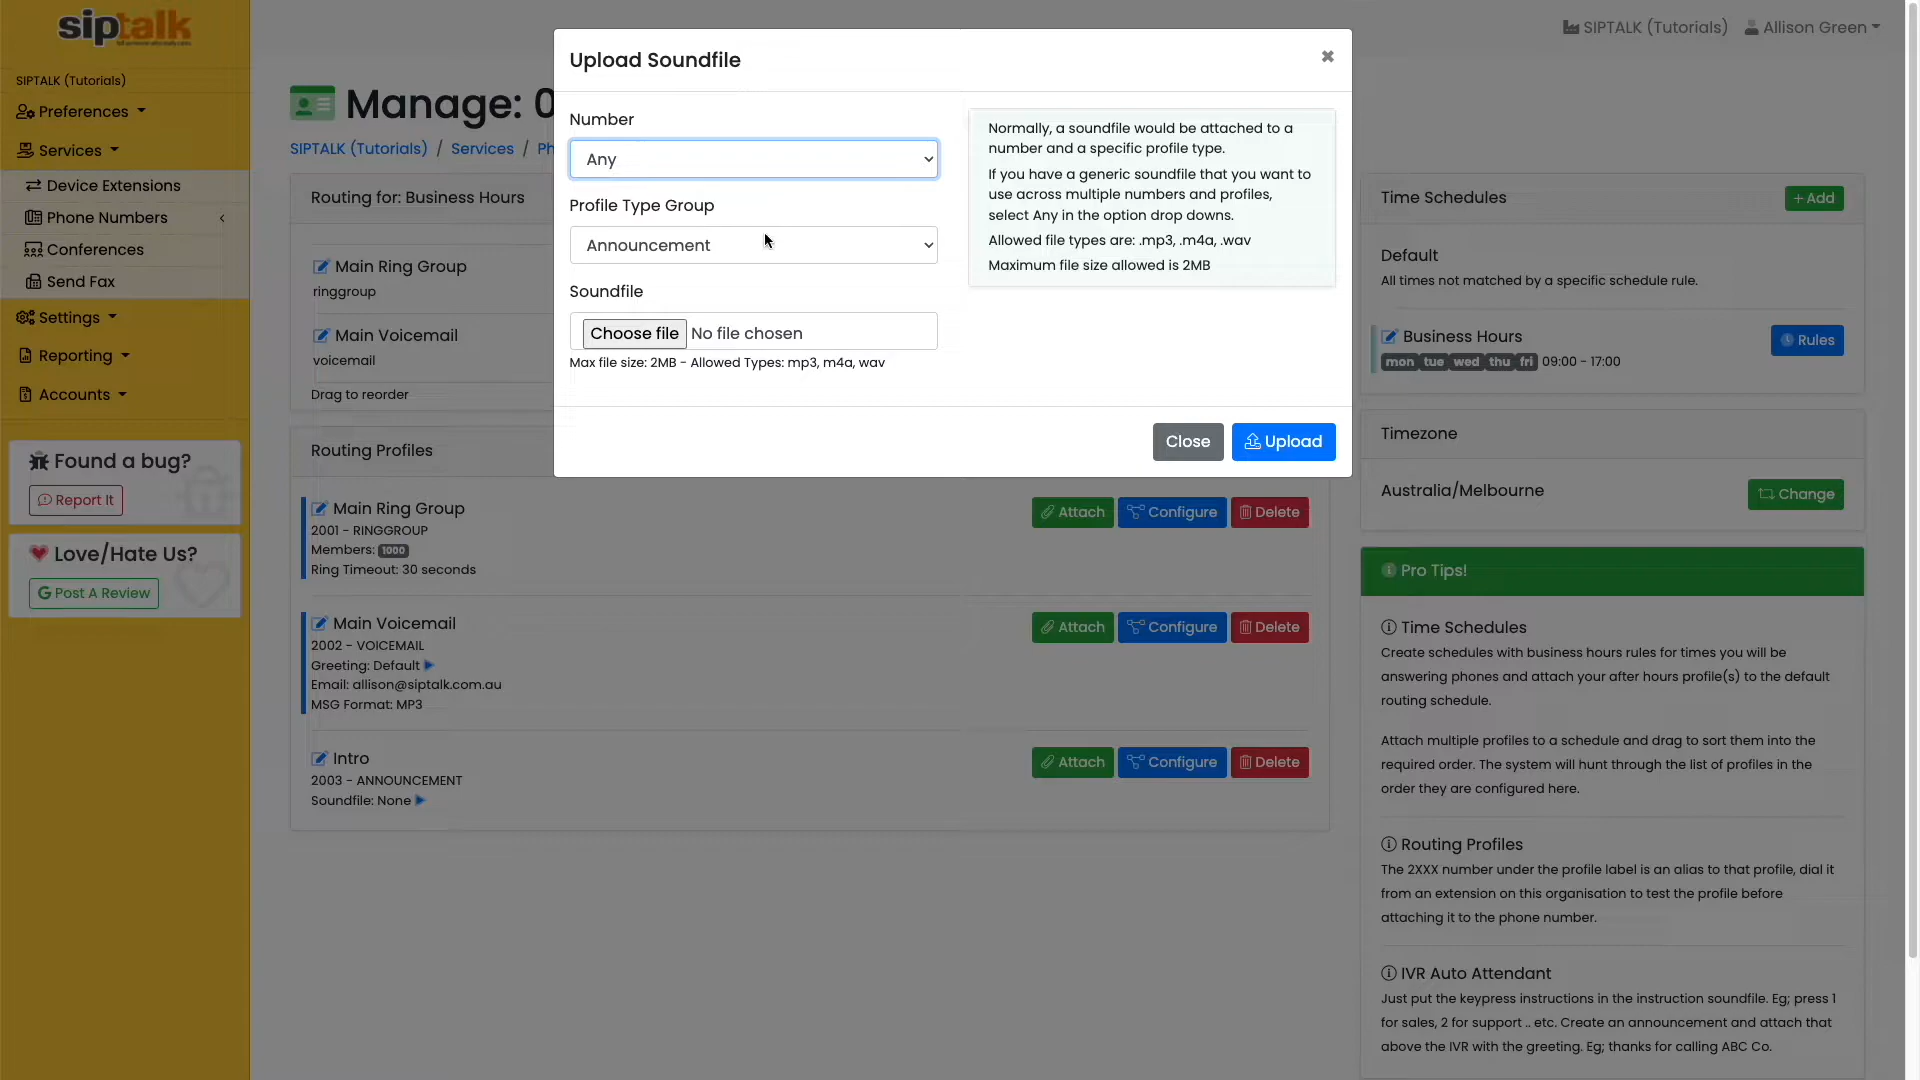 siptalk
SIPTALK (Tutorials)
Preferences
Services
Device Extensions
Phone Numbers
Conferences
Send Fax
Settings
Reporting
Accounts
Found a bug?
Report It
Love/Hate Us?
Post A Review
SIPTALK (Tutorials) Allison Green
Manage: 0
SIPTALK (Tutorials) / Services / Ph
Routing for: Business Hours
Main Ring Group
ringgroup
Main Voicemail
voicemail
Drag to reorder
Routing Profiles
Main Ring Group
2001 - RINGGROUP
Members: 1000
Ring Timeout: 30 seconds
Attach Configure Delete
Main Voicemail
2002 - VOICEMAIL
Greeting: Default
Email: allison@siptalk.com.au
MSG Format: MP3
Attach Configure Delete
Intro
2003 - ANNOUNCEMENT
Soundfile: None
Attach Configure Delete
Upload Soundfile
Number
Any
Profile Type Group
Announcement
Soundfile
Choose file No file chosen
Max file size: 2MB - Allowed Types: mp3, m4a, wav
Normally, a soundfile would be attached to a
number and a specific profile type.
If you have a generic soundfile that you want to
use across multiple numbers and profiles,
select Any in the option drop downs.
Allowed file types are: .mp3, .m4a, .wav
Maximum file size allowed is 2MB
Close Upload
Time Schedules + Add
Default
All times not matched by a specific schedule rule.
Business Hours
mon tue wed thu fri 09:00 - 17:00
Rules
Timezone
Australia/Melbourne Change
Pro Tips!
Time Schedules
Create schedules with business hours rules for times you will be
answering phones and attach your after hours profile(s) to the default
routing schedule.
Attach multiple profiles to a schedule and drag to sort them into the
required order. The system will hunt through the list of profiles in the
order they are configured here.
Routing Profiles
The 2XXX number under the profile label is an alias to that profile, dial it
from an extension on this organisation to test the profile before
attaching it to the phone number.
IVR Auto Attendant
Just put the keypress instructions in the instruction soundfile. Eg; press 1
for sales, 2 for support .. etc. Create an announcement and attach that
above the IVR with the greeting. Eg; thanks for calling ABC Co.